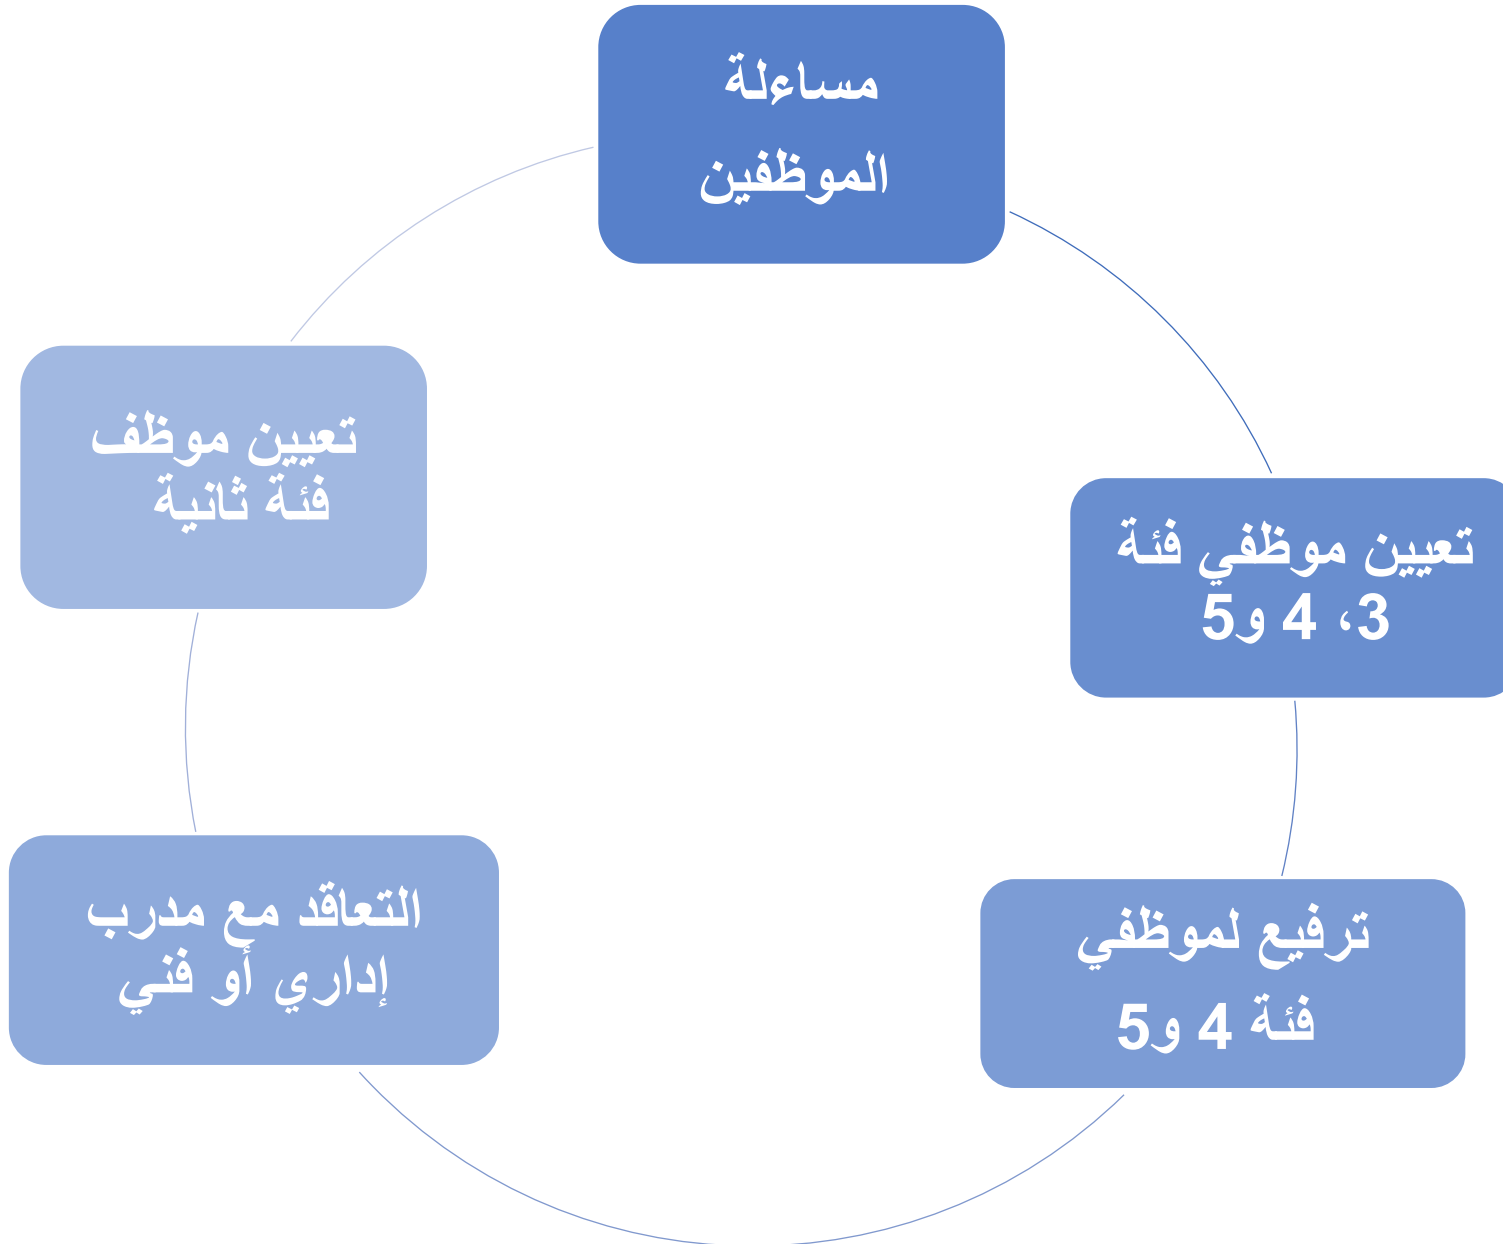 مساءلة
الموظفين
تعيين موظفي فئة
3، 4 و5
ترفيع لموظفي
فئة 4 و5
التعاقد مع مدرب
إداري أو فني
تعيين موظف
فئة ثانية